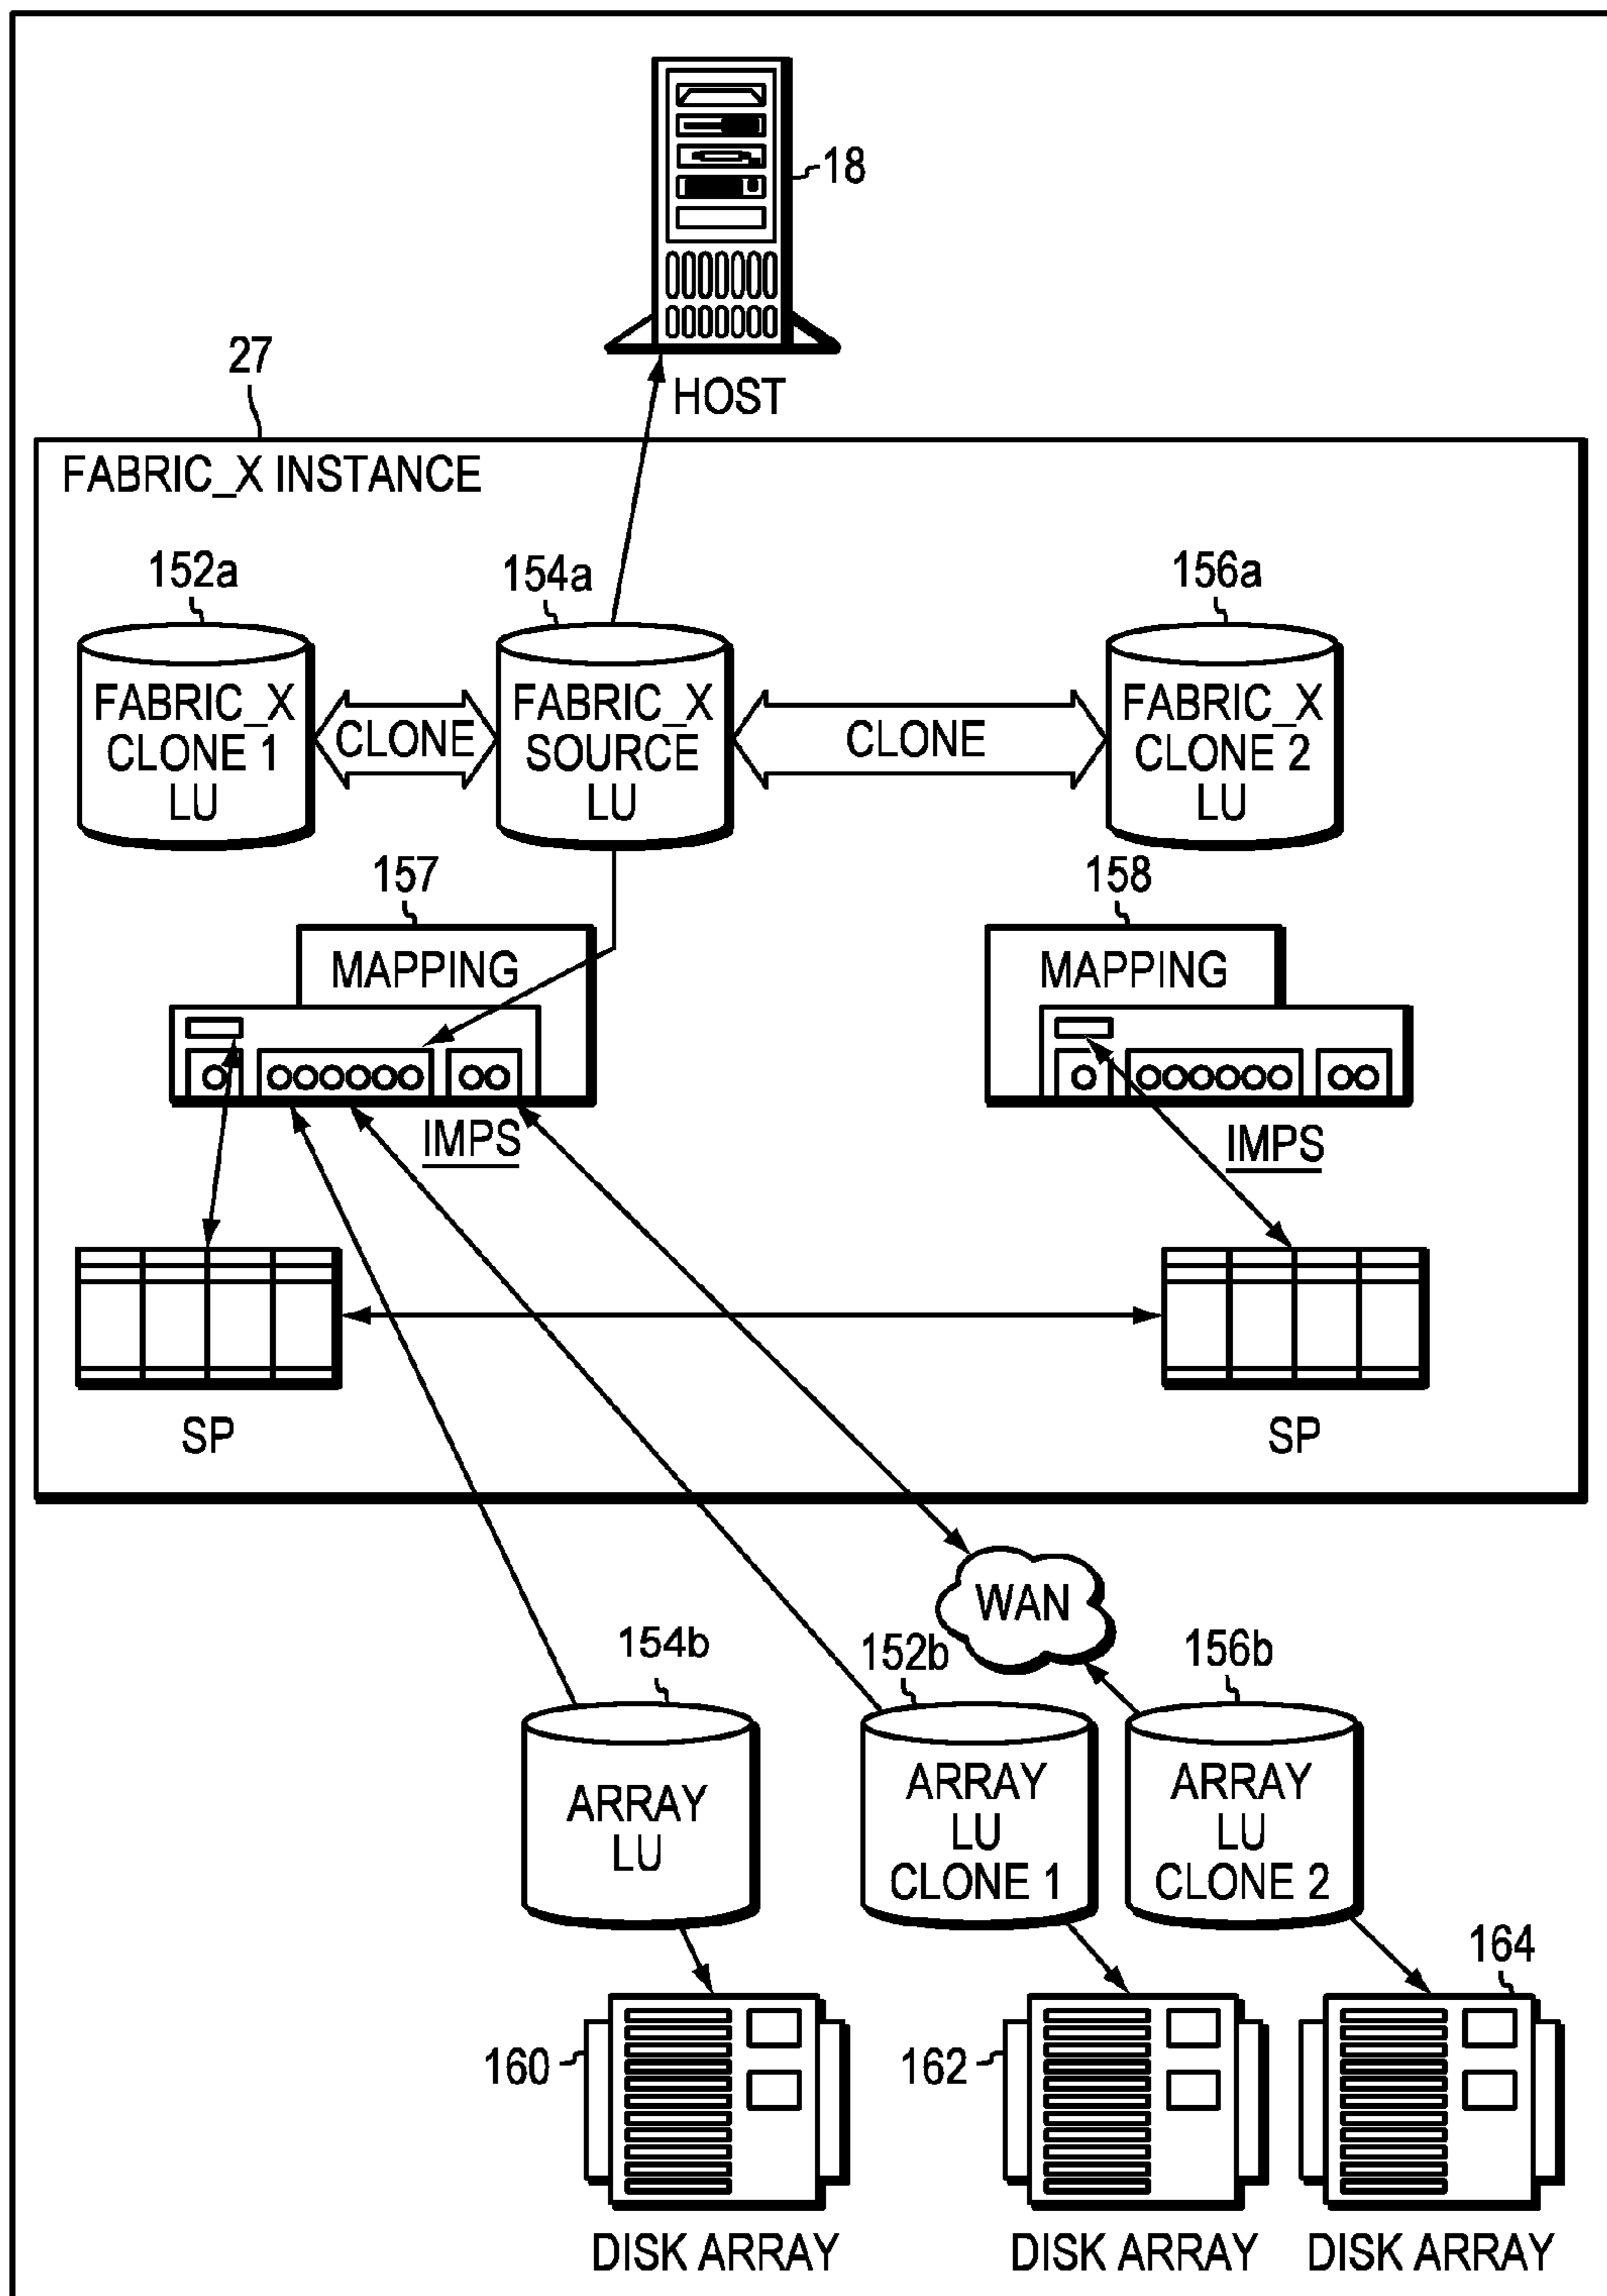 18
HOST
27
FABRIC_X INSTANCE
152a
154a
156a
FABRIC_X
CLONE 1
LU
CLONE
FABRIC_X
SOURCE
LU
CLONE
FABRIC_X
CLONE 2
LU
157
158
MAPPING
MAPPING
IMPS
IMPS
SP
SP
WAN
154b
152b
156b
ARRAY
LU
ARRAY
LU
CLONE 1
ARRAY
LU
CLONE 2
164
160
162
DISK ARRAY
DISK ARRAY
DISK ARRAY